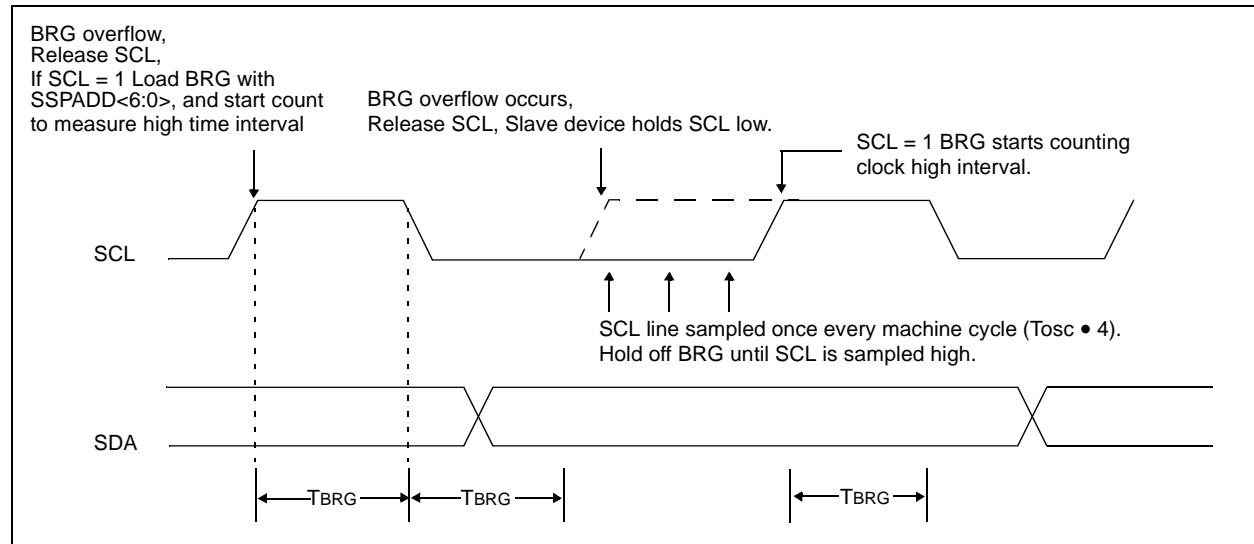 BRG overflow,
Release SCL,
If SCL = 1 Load BRG with
SSPADD<6:0>, and start count
to measure high time interval
BRG overflow occurs,
Release SCL, Slave device holds SCL low.
SCL = 1 BRG starts counting
clock high interval.
SCL
SCL line sampled once every machine cycle (Tosc • 4).
Hold off BRG until SCL is sampled high.
SDA
TBRG
TBRG
TBRG